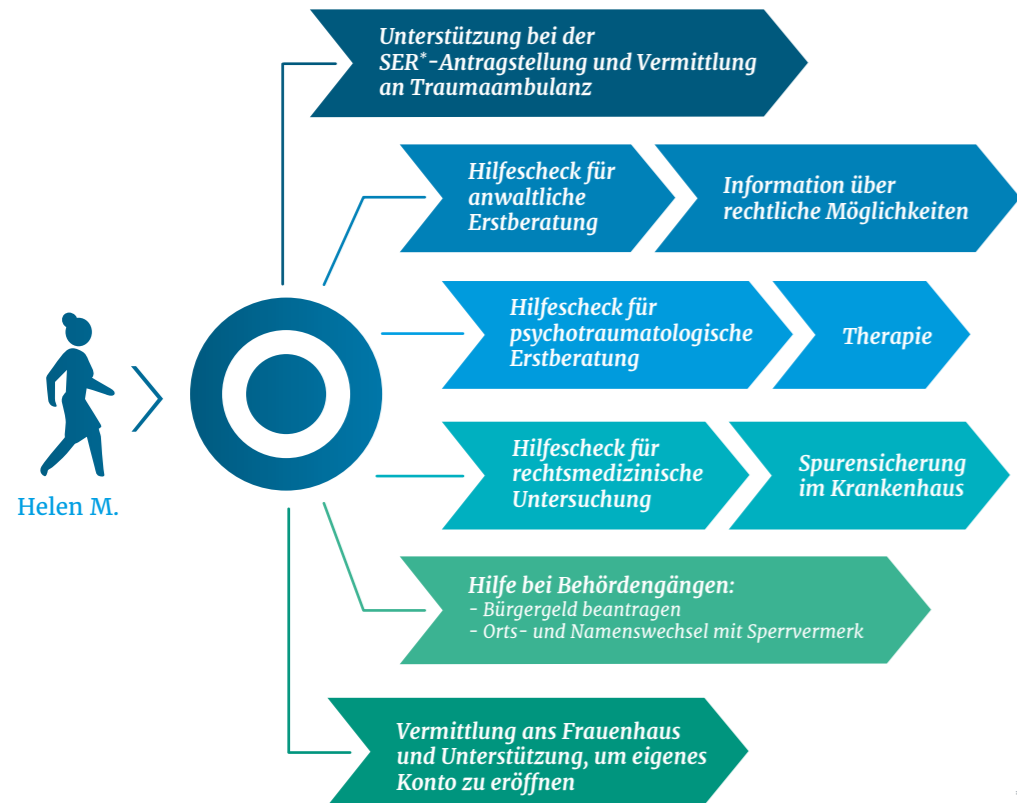 Unterstützung bei der
SER*-Antragstellung und Vermittlung
an Traumaambulanz
Hilfescheck für
anwaltliche
Erstberatung
Information über
rechtliche Möglichkeiten
Hilfescheck für
psychotraumatologische
Erstberatung
Therapie
Helen M.
Hilfescheck für
rechtsmedizinische
Untersuchung
Spurensicherung
im Krankenhaus
Hilfe bei Behördengängen:
- Bürgergeld beantragen
- Orts- und Namenswechsel mit Sperrvermerk
Vermittlung ans Frauenhaus
und Unterstützung, um eigenes
Konto zu eröffnen